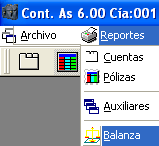 Cont. As 6.00 Cía:001
Archivo Reportes
Cuentas
Pólizas
Auxiliares
Balanza